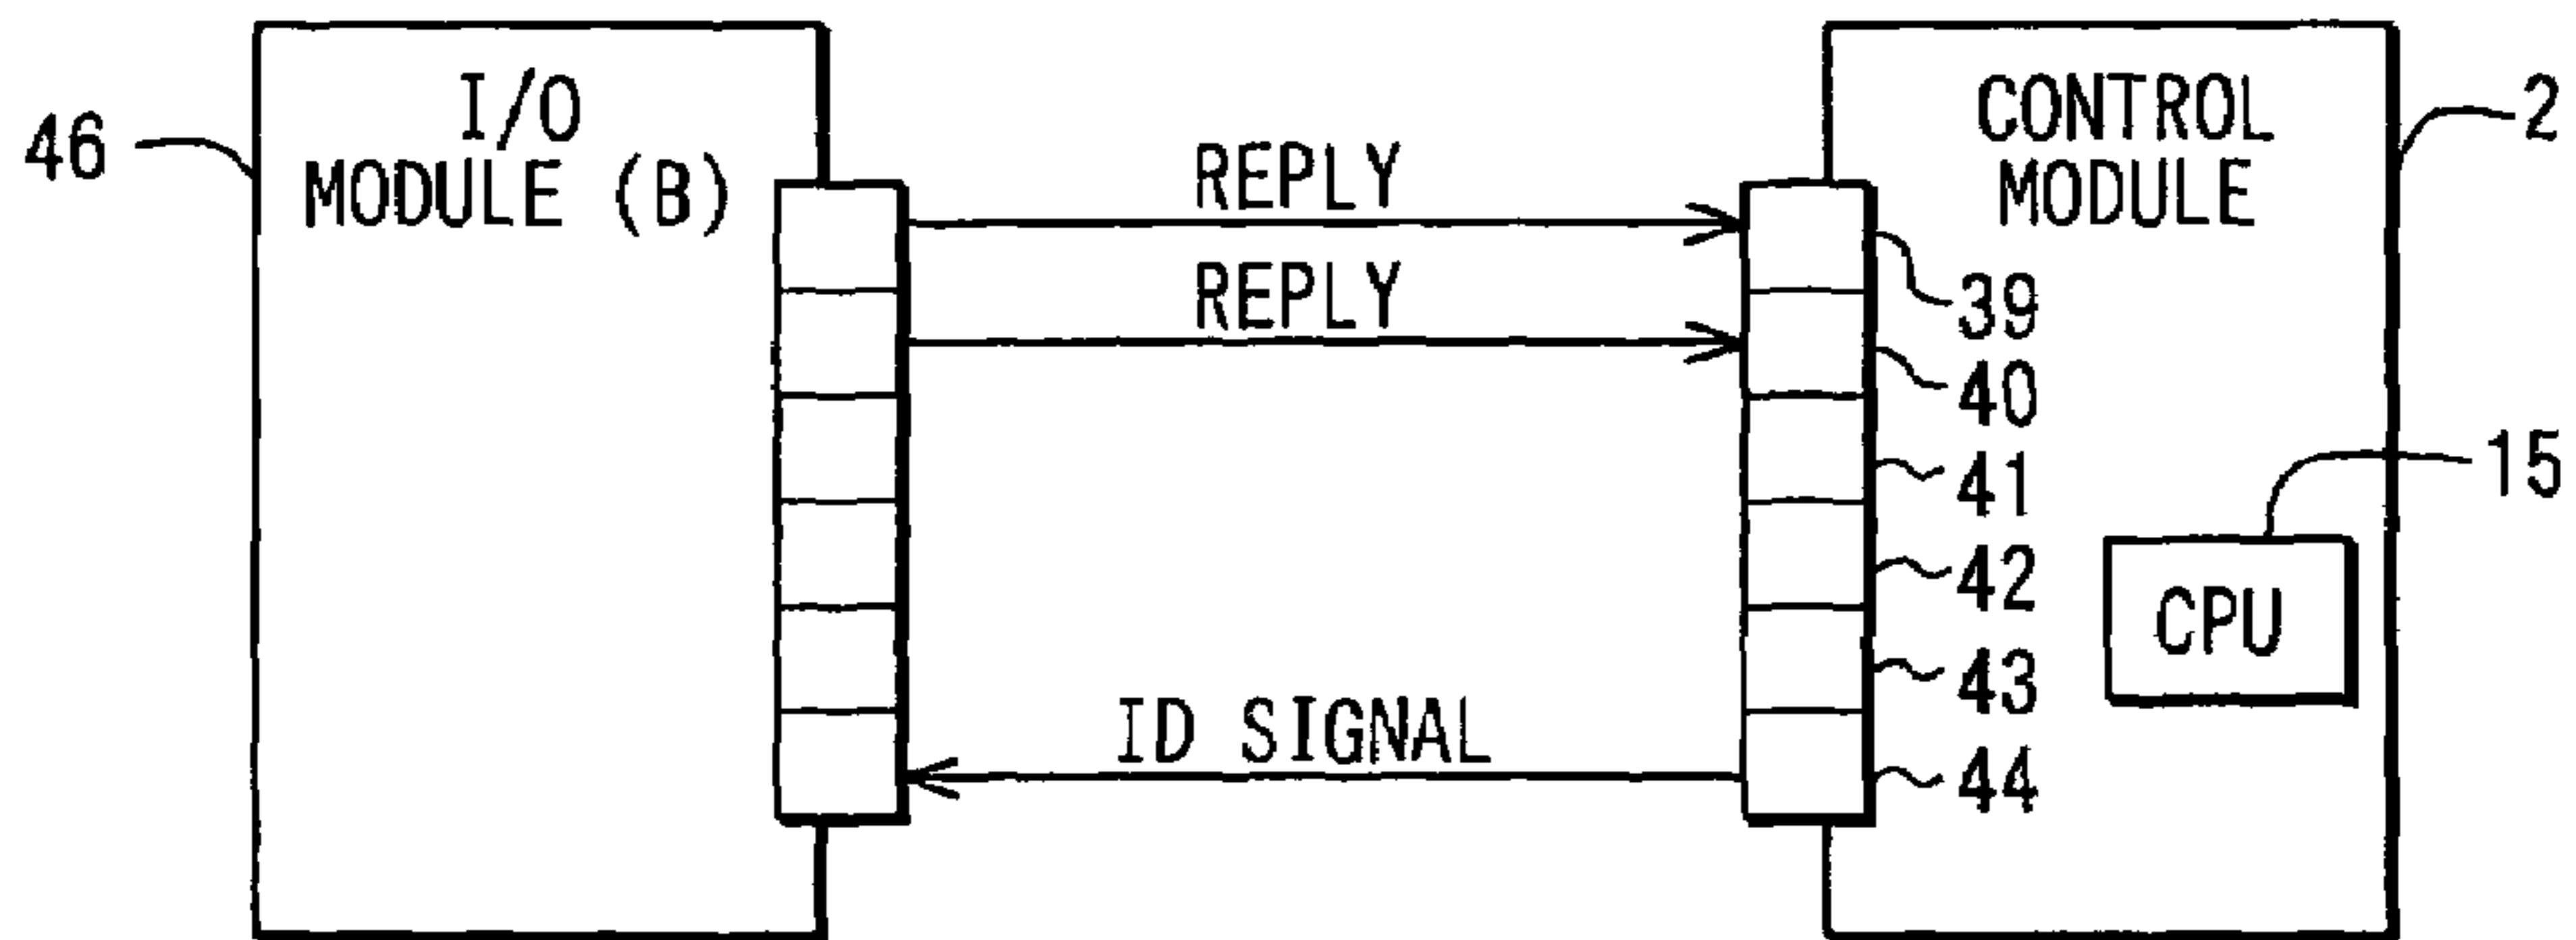 I/O
MODULE (B)
46
REPLY
REPLY
ID SIGNAL
CONTROL
MODULE
2
39
40
41
42
43
44
15
CPU